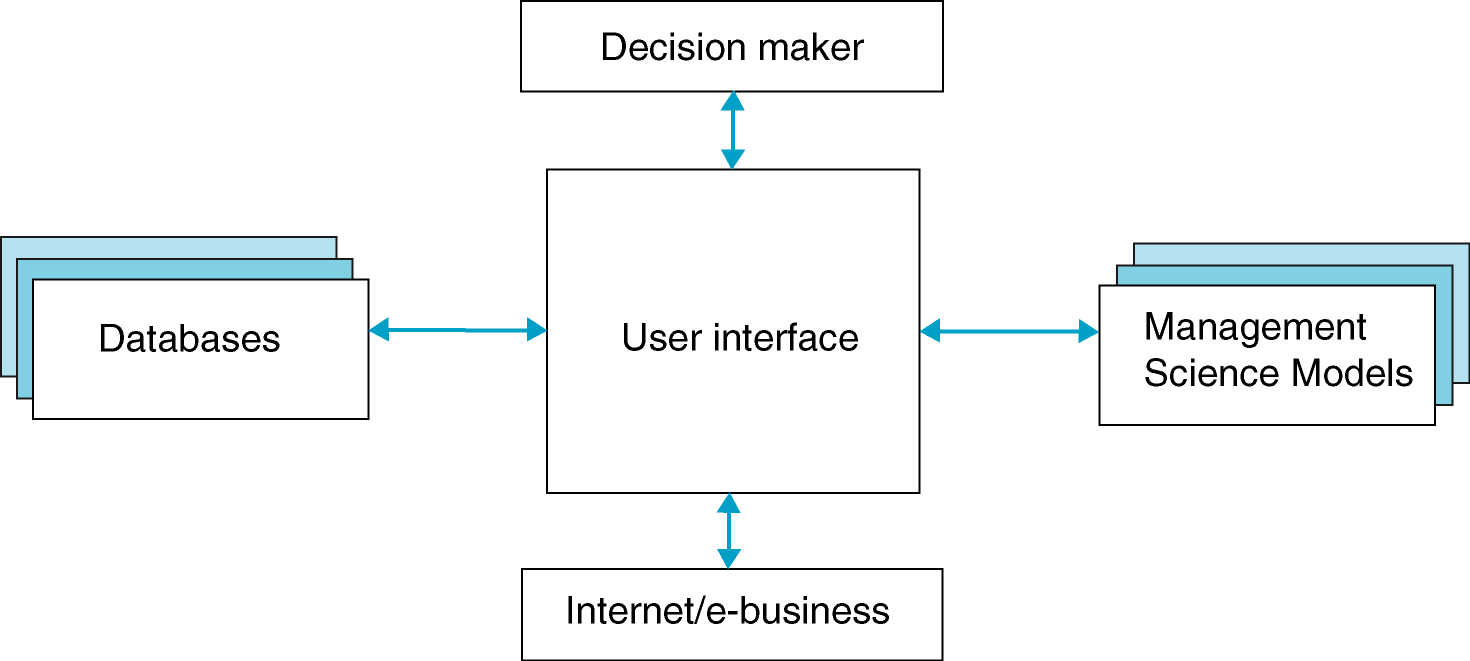 Decision maker
Databases
User interface
Management
Science Models
Internet/e-business